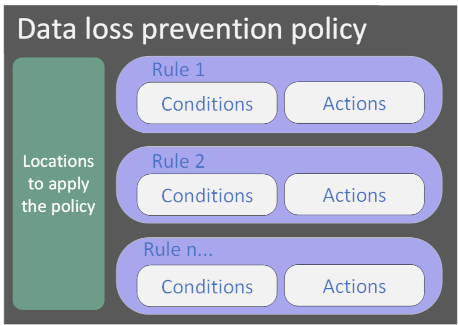 Data loss prevention policy
Locations
to apply
the policy
Rule 1
Conditions
Actions
Rule 2
Conditions
Actions
Rule n...
Conditions
Actions